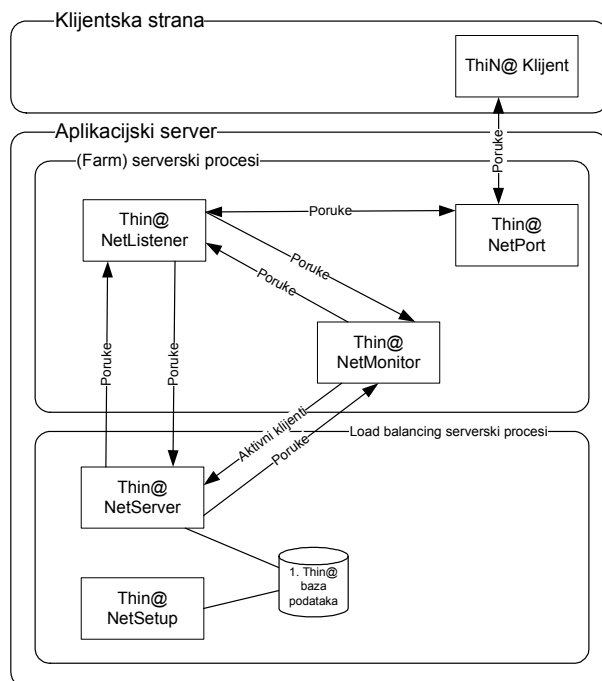 Klijentska strana
ThiN@ Klijent
Poruke
Aplikacijski server
(Farm) serverski procesi
Thin@
NetListener
Poruke
Thin@
NetPort
Poruke
Poruke
Thin@
NetMonitor
Poruke
Poruke
Aktivni klijenti
Poruke
Load balancing serverski procesi
Thin@
NetServer
1. Thin@
baza
podataka
Thin@
NetSetup